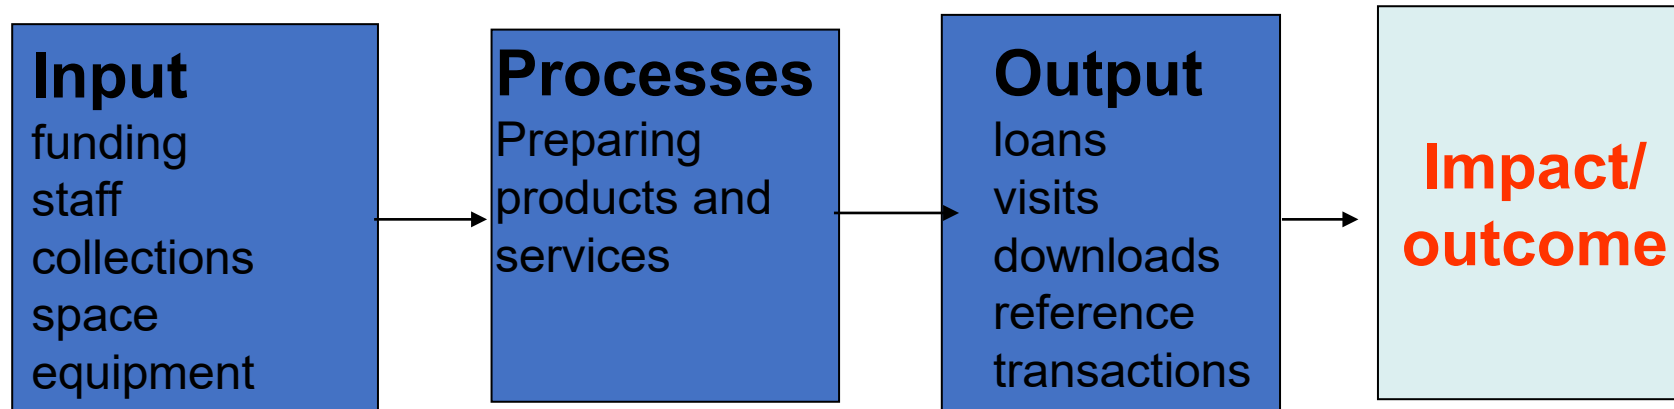 Input
funding
staff
collections
space
equipment
Processes
Preparing
products and
services
Output
loans
visits
downloads
reference
transactions
Impact/
outcome